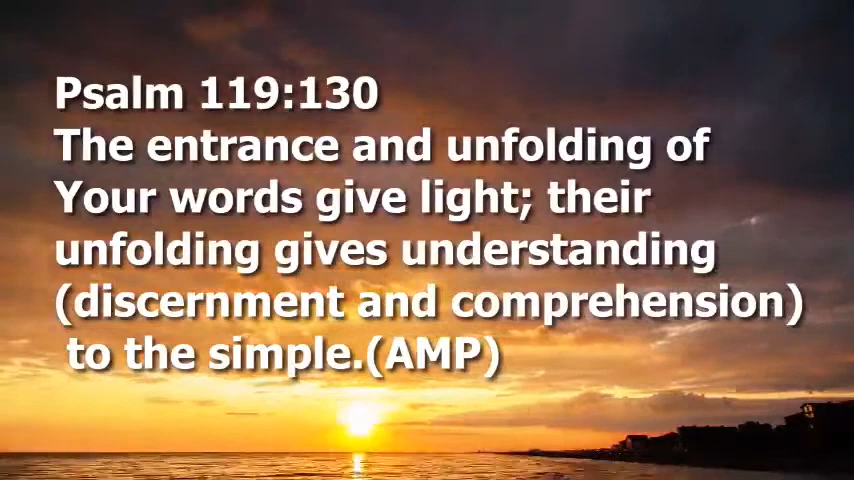 Psalm 119:130
The entrance and unfolding of
Your words give light; their
unfolding gives understanding
(discernment and comprehension)
to the simple.(AMP)